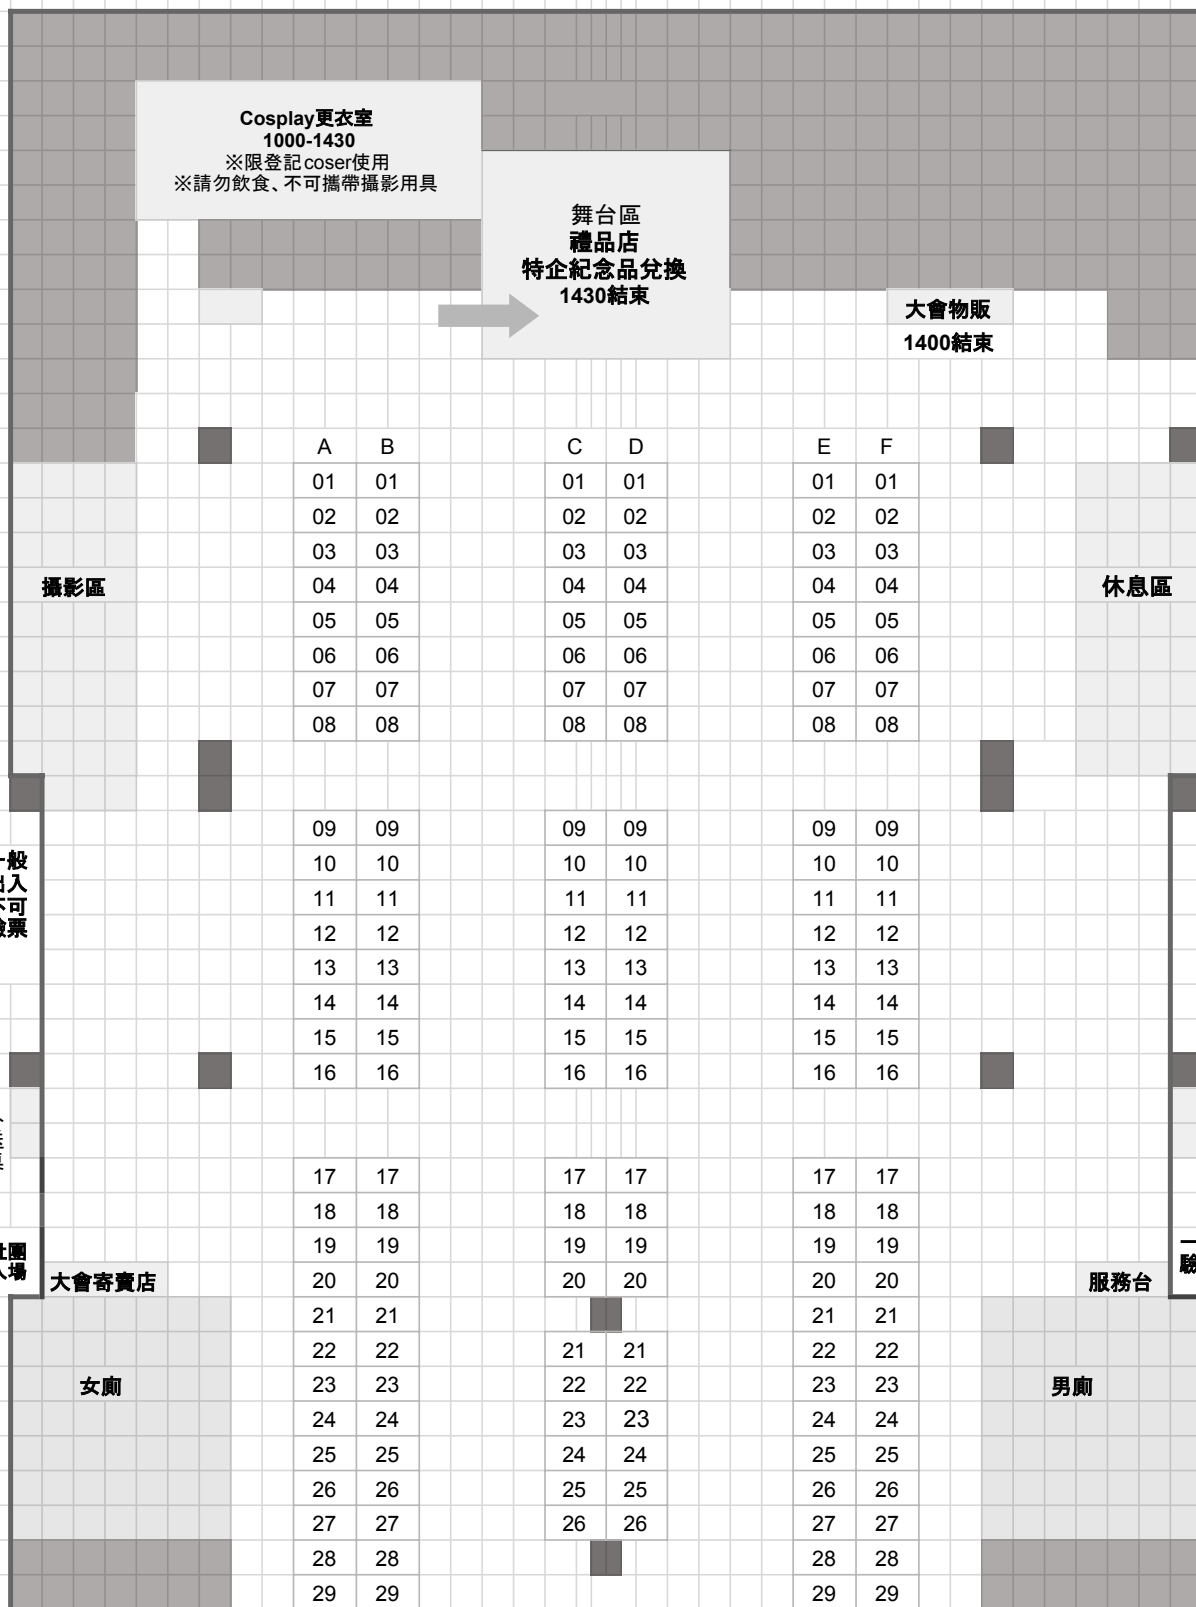 Cosplay更衣室
1000-1430
※限登記coser使用
※請勿飲食、不可攜帶攝影用具
舞台區
禮品店
特企紀念品兌換
1430結束
大會物販
1400結束
A B C D E F
01 01 01 01 01 01
02 02 02 02 02 02
03 03 03 03 03 03
攝影區 04 04 04 04 04 04 休息區
05 05 05 05 05 05
06 06 06 06 06 06
07 07 07 07 07 07
08 08 08 08 08 08
09 09 09 09 09 09
般 10 10 10 10 10 10
入
可 11 11 11 11 11 11
票 12 12 12 12 12 12
13 13 13 13 13 13
14 14 14 14 14 14
15 15 15 15 15 15
16 16 16 16 16 16
17 17 17 17 17 17
18 18 18 18 18 18
團 19 19 19 19 19 19
場 大會寄賣店 20 20 20 20 20 20 服務台
21 21 21 21
22 22 21 21 22 22
女廁 23 23 22 22 23 23 男廁
24 24 23 23 24 24
25 25 24 24 25 25
26 26 25 25 26 26
27 27 26 26 27 27
28 28 28 28
29 29 29 29